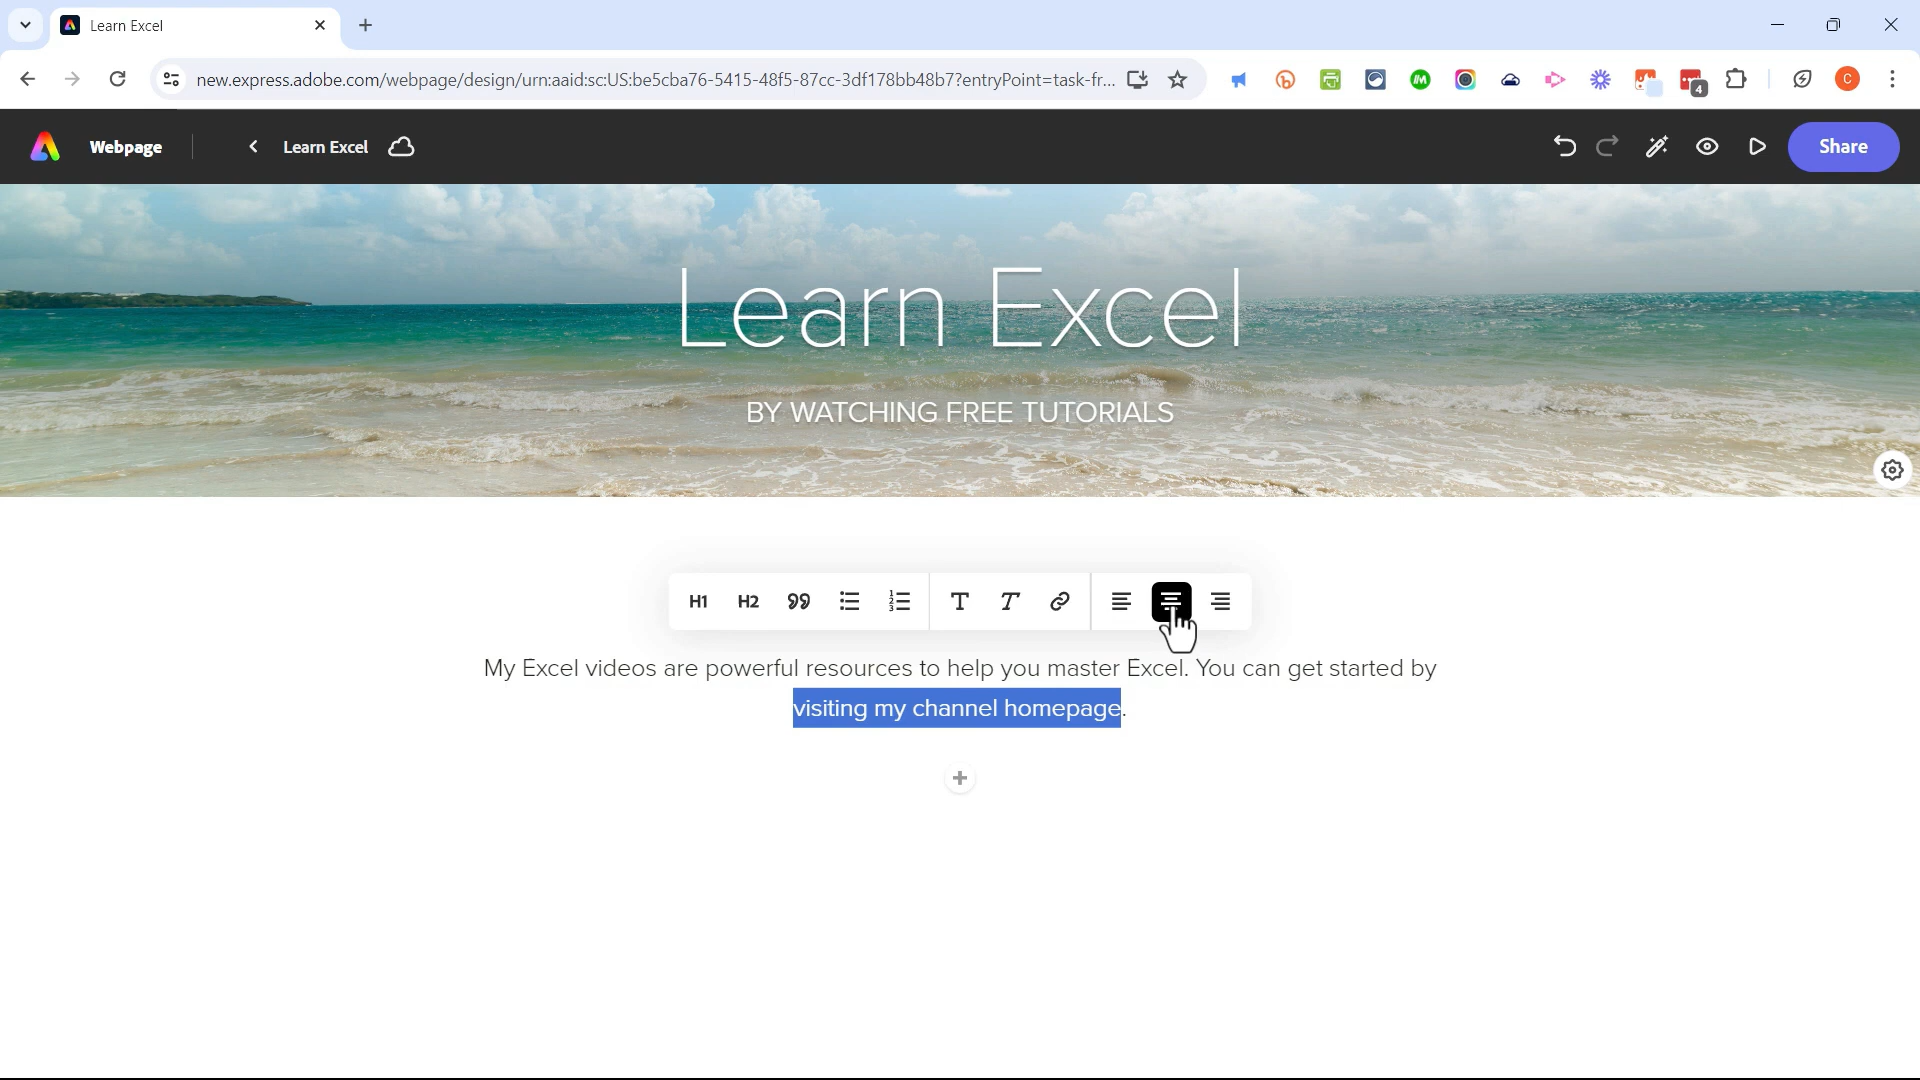 Learn Excel
new.express.adobe.com/webpage/design/urn:aaid:sc:US:be5cba76-5415-48f5-87cc-3df178bb48b7?entryPoint=task-fr...
4
C
Webpage
Learn Excel
Share
Learn Excel
BY WATCHING FREE TUTORIALS
H1
H2
My Excel videos are powerful resources to help you master Excel. You can get started by
visiting my channel homepage.